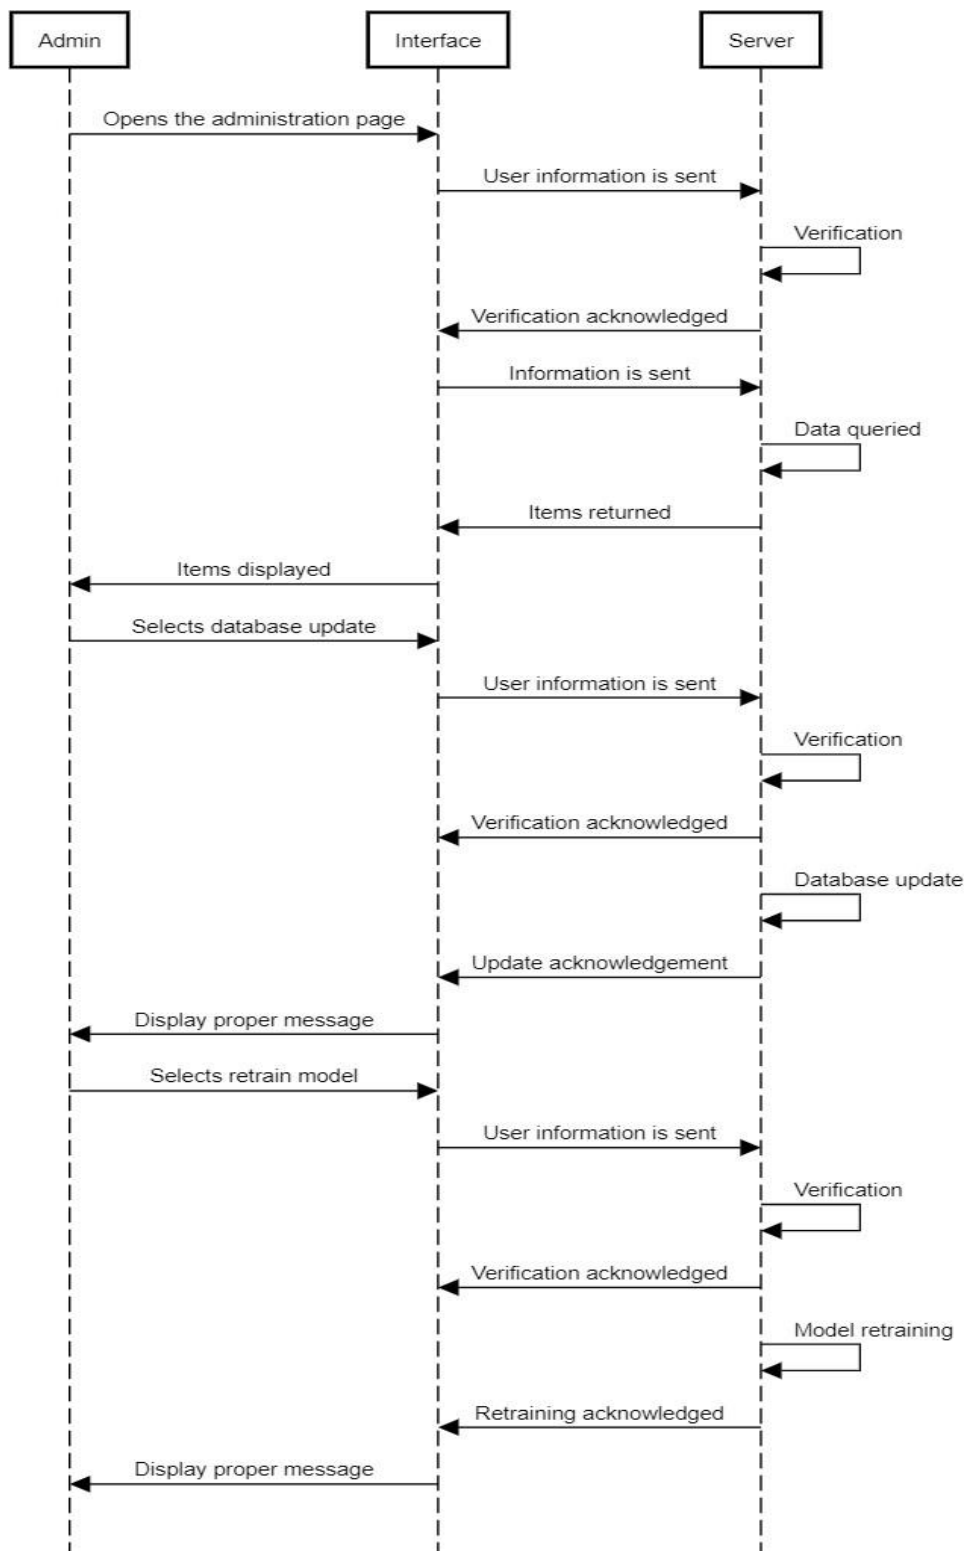 Admin
Interface
Server
Opens the administration page
User information is sent
Verification
Verification acknowledged
Information is sent
Data queried
Items returned
Items displayed
Selects database update
User information is sent
Verification
Verification acknowledged
Database update
Update acknowledgement
Display proper message
Selects retrain model
User information is sent
Verification
Verification acknowledged
Model retraining
Retraining acknowledged
Display proper message